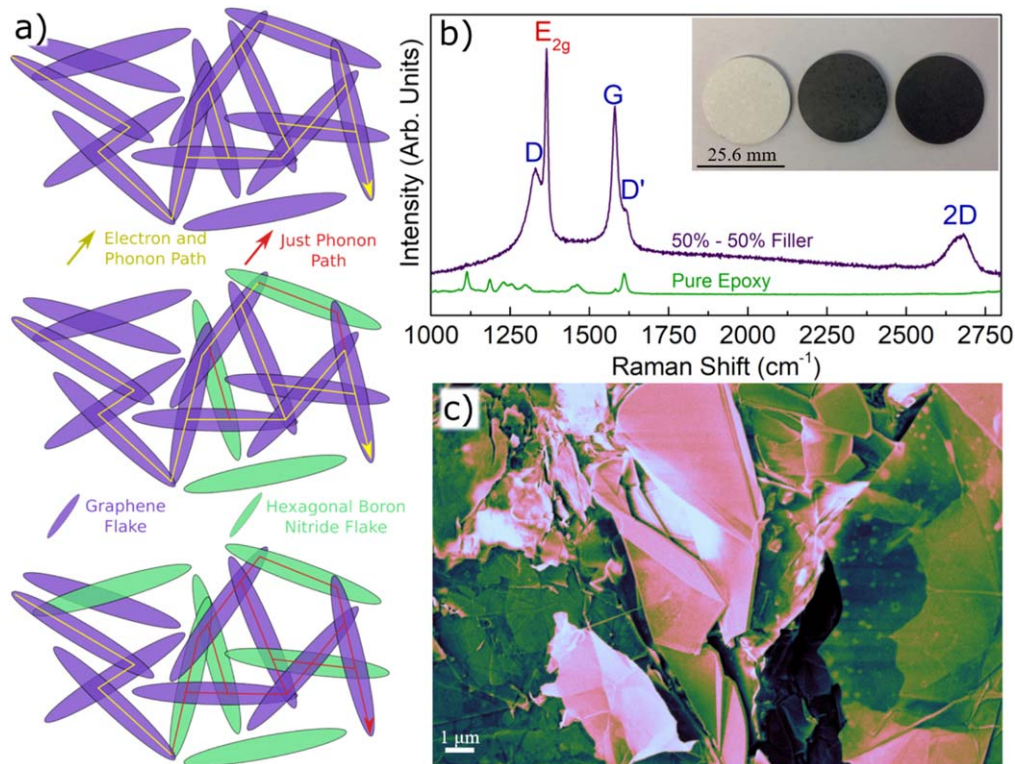 a)
Electron and
Phonon Path
Just Phonon
Path
Graphene
Flake
Hexagonal Boron
Nitride Flake
b)
Intensity (Arb. Units)
E2g
D
G
D'
2D
25.6 mm
50% - 50% Filler
Pure Epoxy
1000 1250 1500 1750 2000 2250 2500 2750
Raman Shift (cm⁻¹)
c)
1 μm